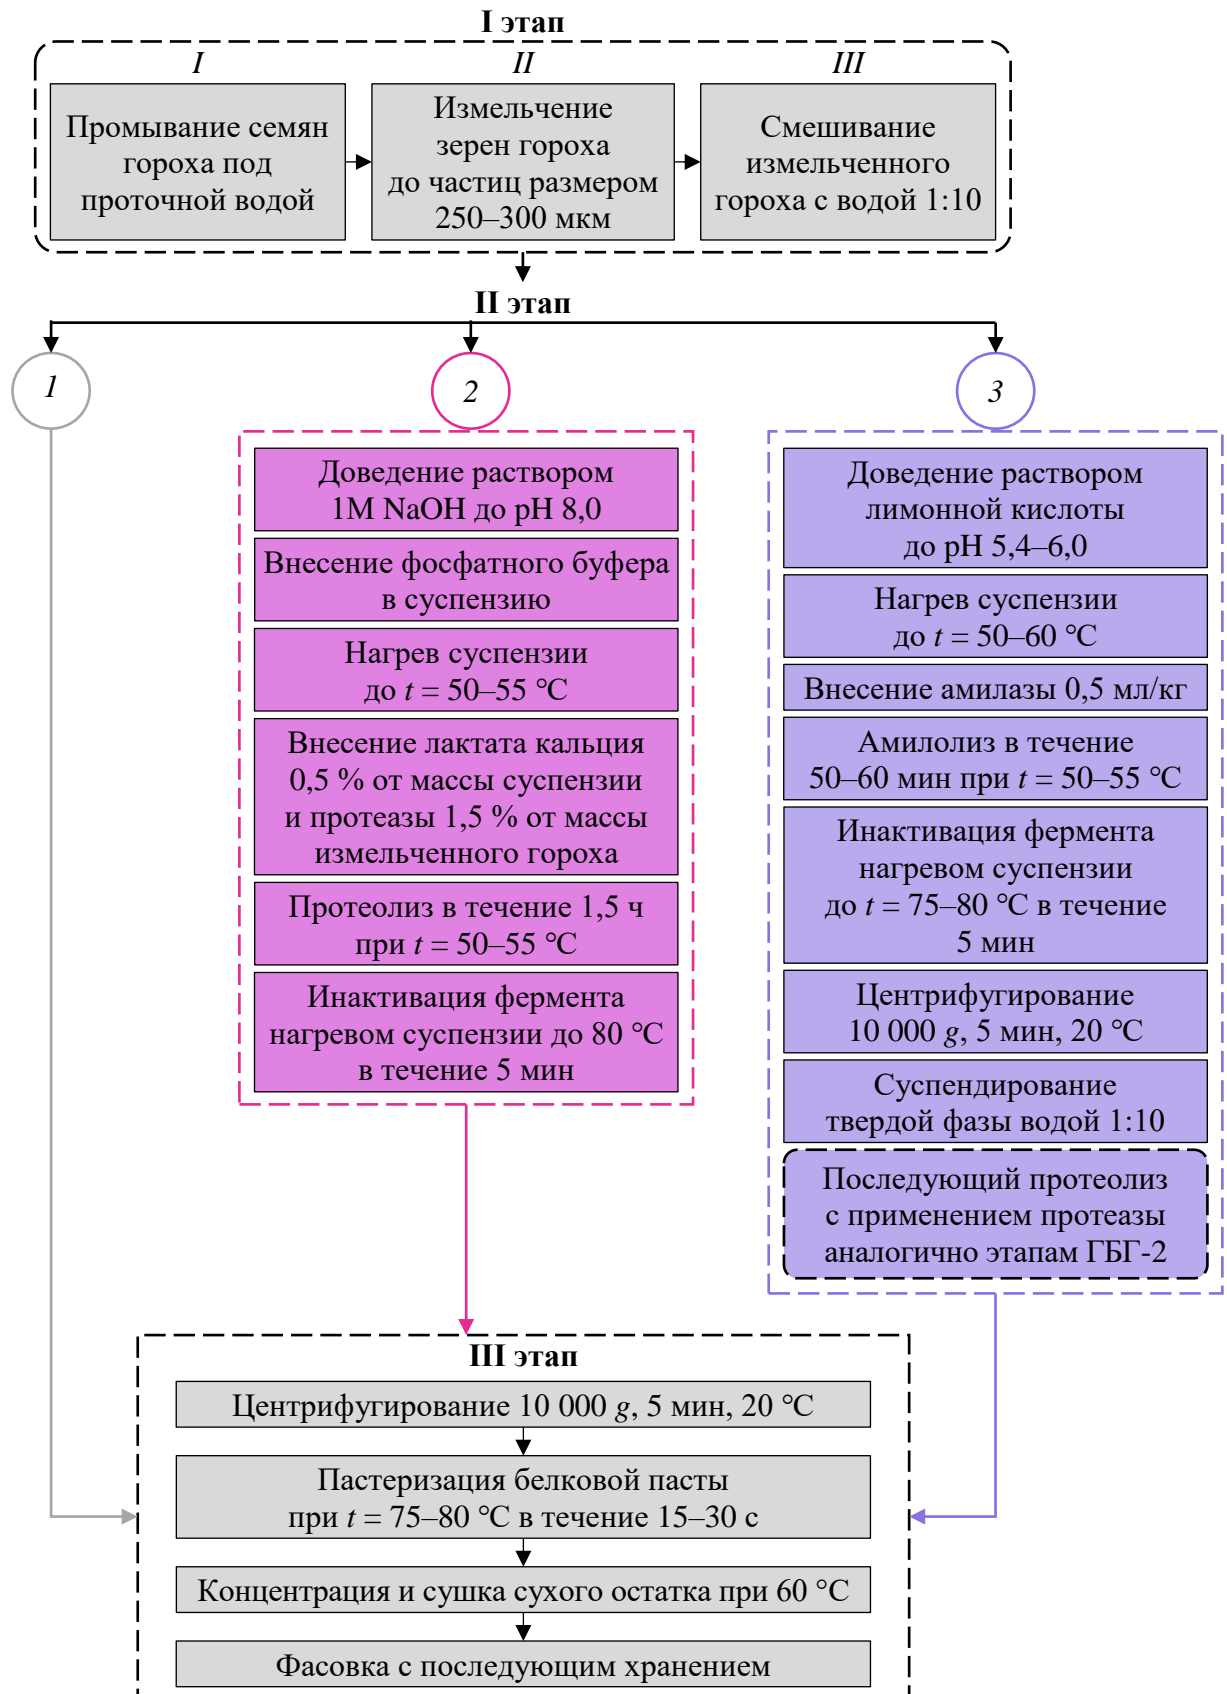 I этап
I
II
III
Промывание семян
гороха под
проточной водой
Измельчение
зерен гороха
до частиц размером
250–300 мкм
Смешивание
измельченного
гороха с водой 1:10
II этап
1
2
3
Доведение раствором
1М NaOH до pH 8,0
Внесение фосфатного буфера
в суспензию
Нагрев суспензии
до t = 50–55 °C
Внесение лактата кальция
0,5 % от массы суспензии
и протеазы 1,5 % от массы
измельченного гороха
Протеолиз в течение 1,5 ч
при t = 50–55 °C
Инактивация фермента
нагревом суспензии до 80 °C
в течение 5 мин
Доведение раствором
лимонной кислоты
до pH 5,4–6,0
Нагрев суспензии
до t = 50–60 °C
Внесение амилазы 0,5 мл/кг
Амилолиз в течение
50–60 мин при t = 50–55 °C
Инактивация фермента
нагревом суспензии
до t = 75–80 °C в течение
5 мин
Центрифугирование
10 000 g, 5 мин, 20 °C
Суспендирование
твердой фазы водой 1:10
Последующий протеолиз
с применением протеазы
аналогично этапам ГБГ-2
III этап
Центрифугирование 10 000 g, 5 мин, 20 °C
Пастеризация белковой пасты
при t = 75–80 °C в течение 15–30 с
Концентрация и сушка сухого остатка при 60 °C
Фасовка с последующим хранением